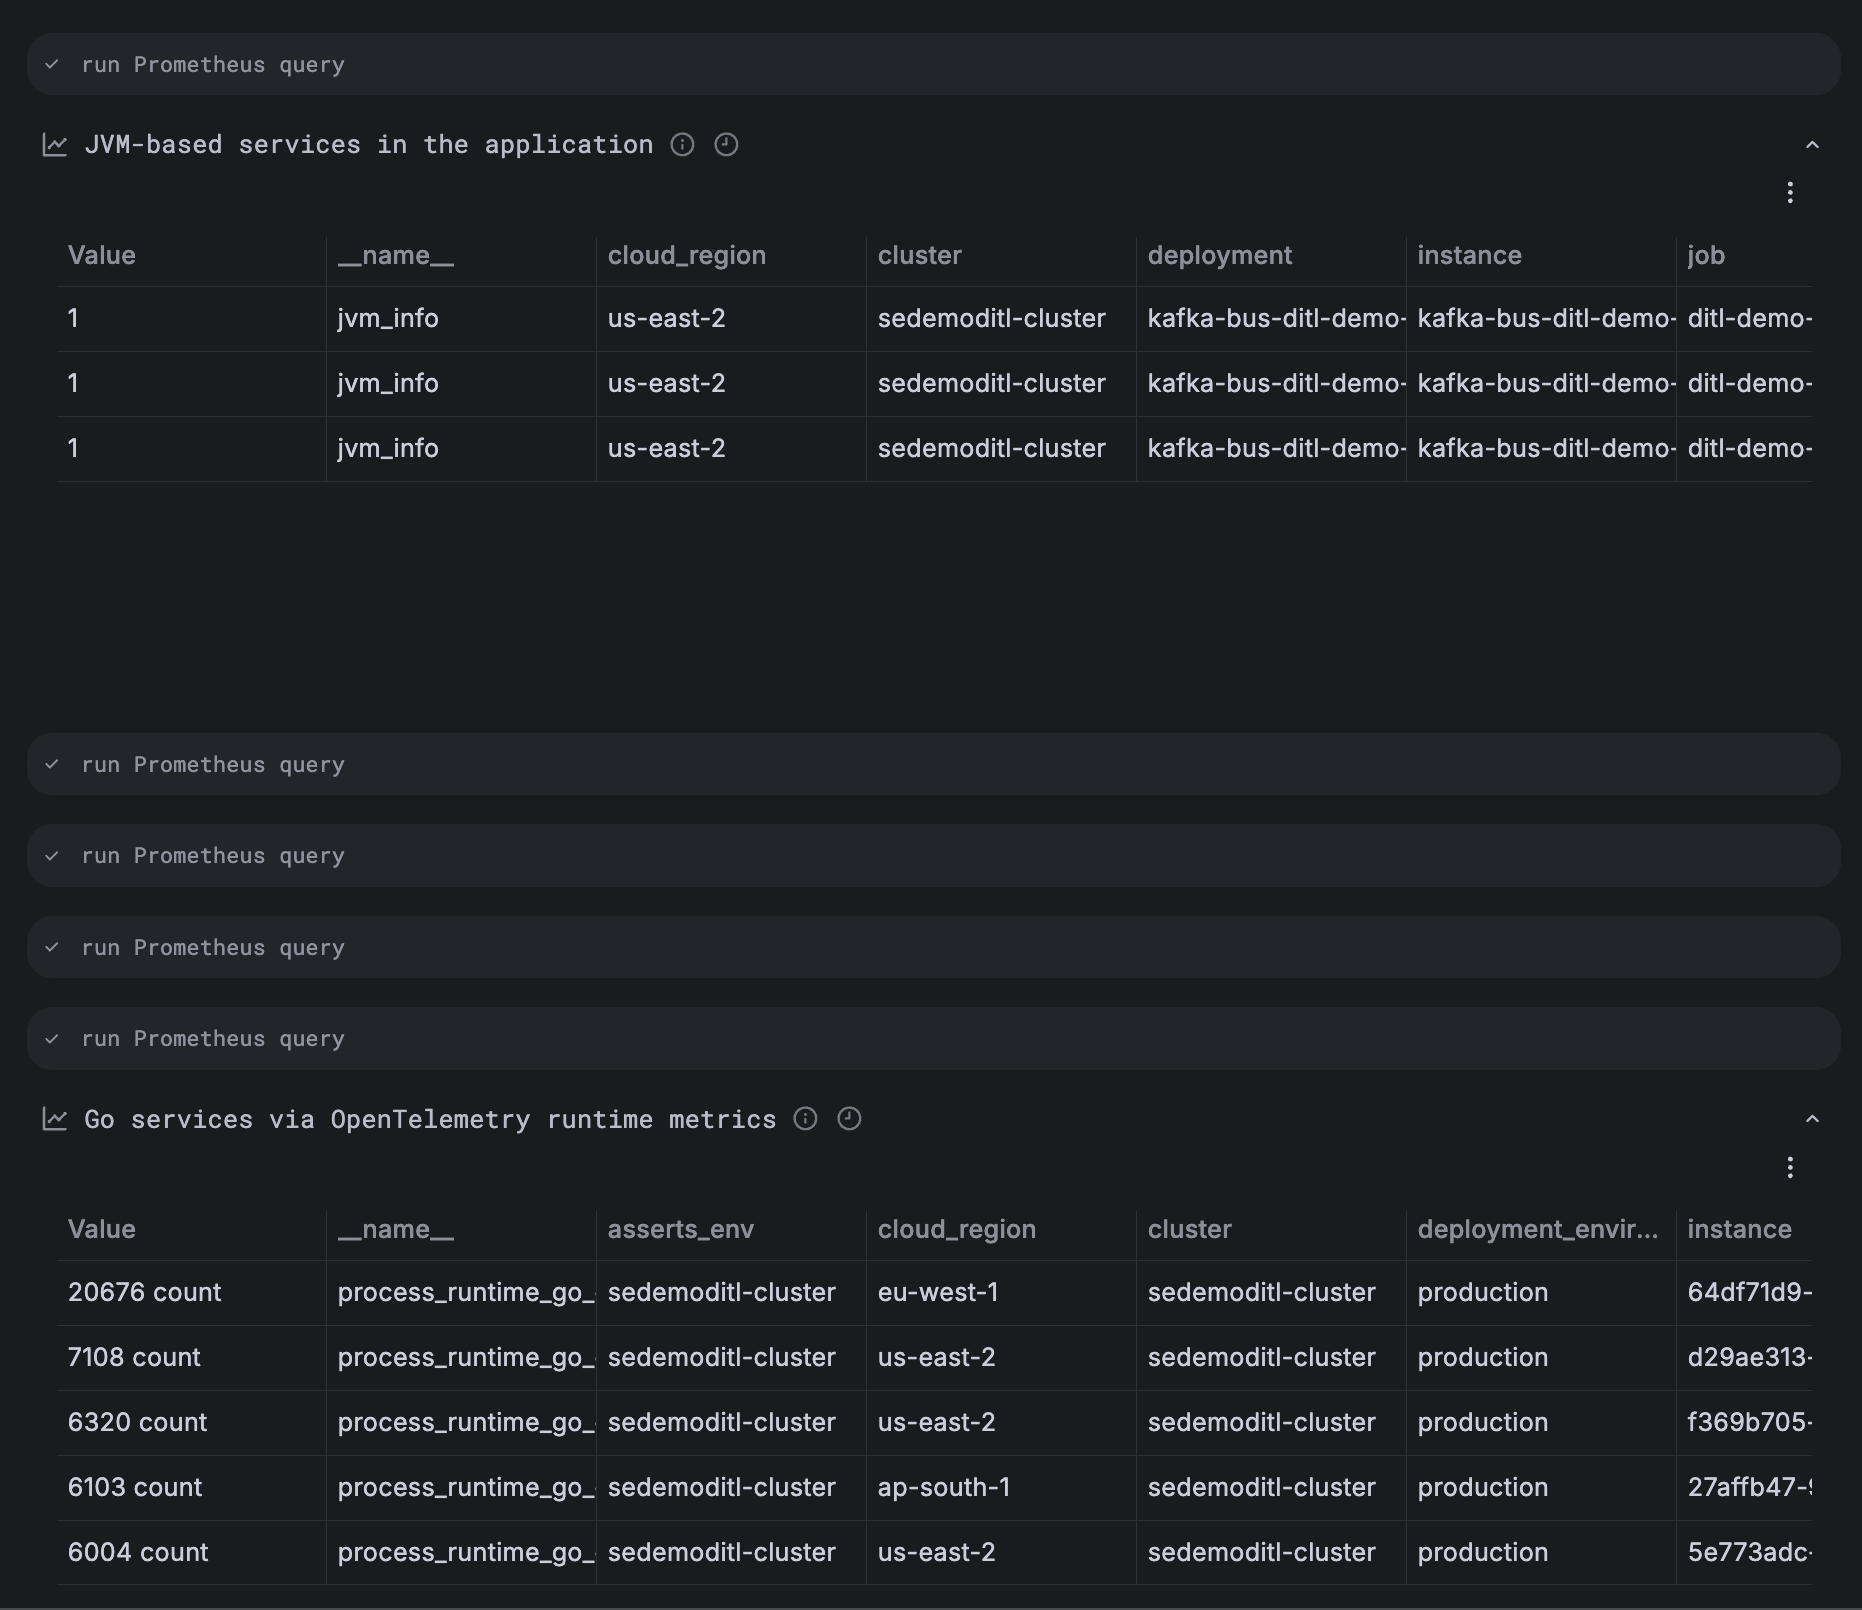 run Prometheus query
JVM-based services in the application
Value __name__ cloud_region cluster deployment instance job
1 jvm_info us-east-2 sedemoditl-cluster kafka-bus-ditl-demo- kafka-bus-ditl-demo- ditl-demo-
1 jvm_info us-east-2 sedemoditl-cluster kafka-bus-ditl-demo- kafka-bus-ditl-demo- ditl-demo-
1 jvm_info us-east-2 sedemoditl-cluster kafka-bus-ditl-demo- kafka-bus-ditl-demo- ditl-demo-
run Prometheus query
run Prometheus query
run Prometheus query
run Prometheus query
Go services via OpenTelemetry runtime metrics
Value __name__ asserts_env cloud_region cluster deployment_envir... instance
20676 count process_runtime_go_ sedemoditl-cluster eu-west-1 sedemoditl-cluster production 64df71d9-
7108 count process_runtime_go_ sedemoditl-cluster us-east-2 sedemoditl-cluster production d29ae313-
6320 count process_runtime_go_ sedemoditl-cluster us-east-2 sedemoditl-cluster production f369b705-
6103 count process_runtime_go_ sedemoditl-cluster ap-south-1 sedemoditl-cluster production 27affb47-
6004 count process_runtime_go_ sedemoditl-cluster us-east-2 sedemoditl-cluster production 5e773adc-